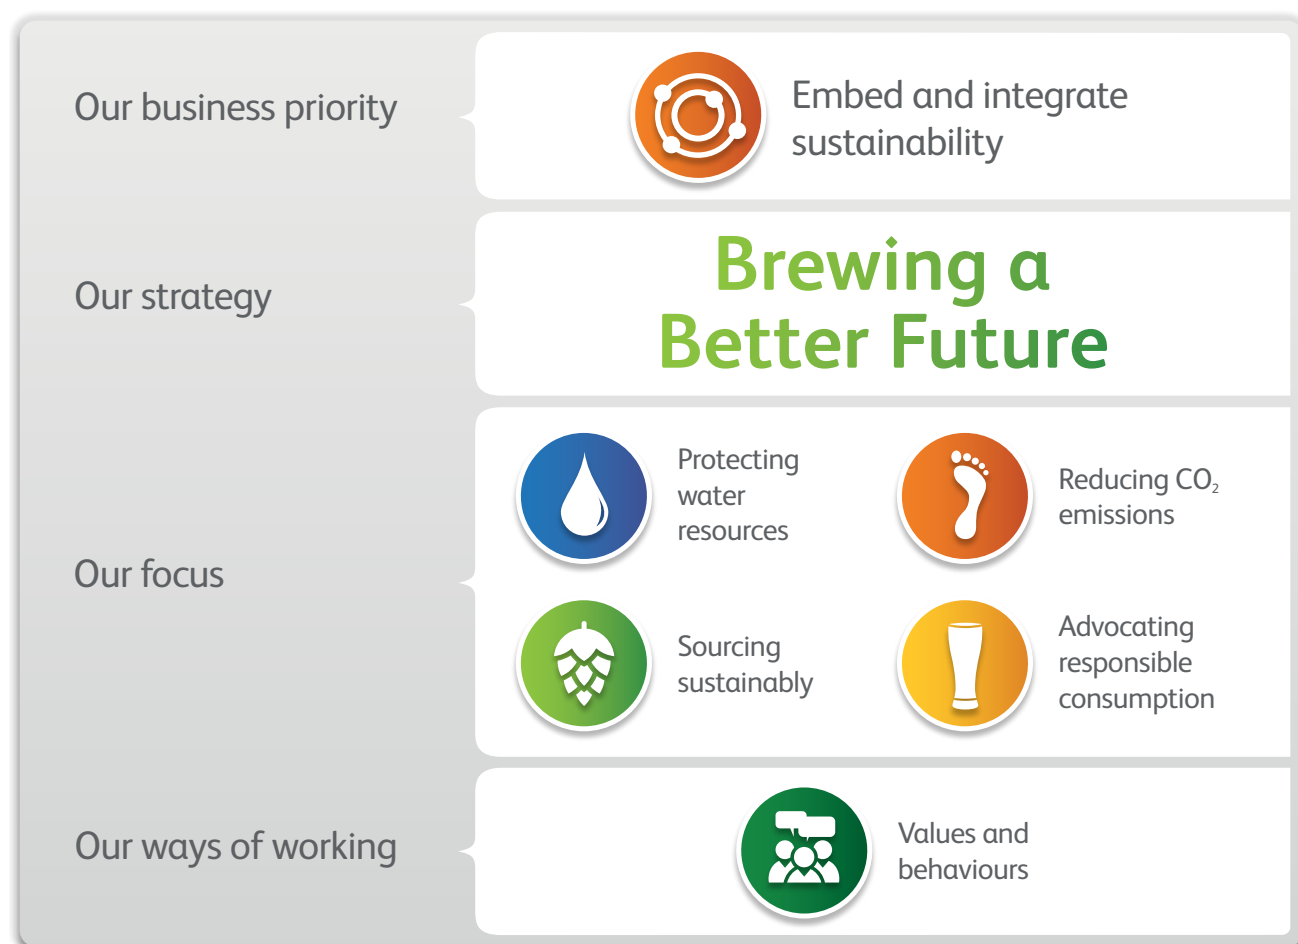 Our business priority
Embed and integrate
sustainability
Our strategy
Brewing a
Better Future
Our focus
Protecting
water
resources
Reducing CO₂
emissions
Sourcing
sustainably
Advocating
responsible
consumption
Our ways of working
Values and
behaviours